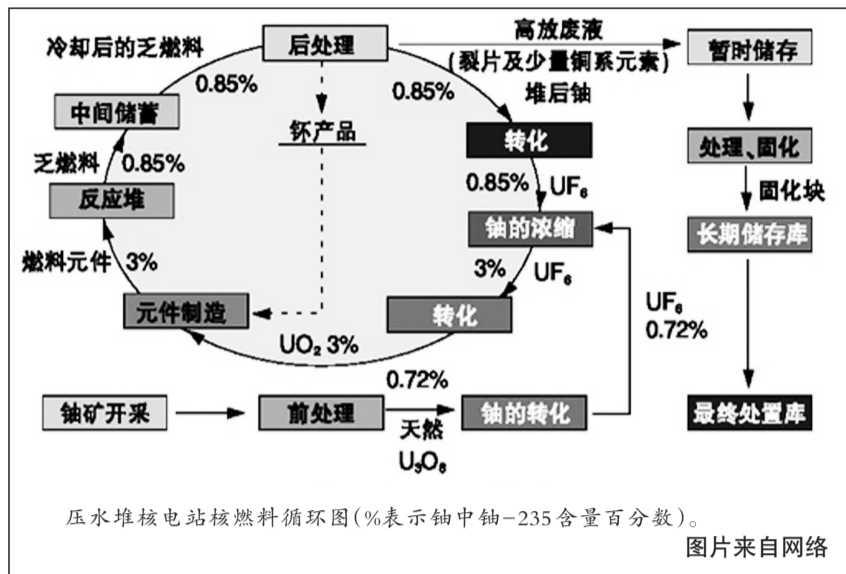 冷却后的乏燃料
后处理
高放废液
(裂片及少量锕系元素)
堆后铀
暂时储存
0.85%
0.85%
中间储蓄
钚产品
转化
处理、固化
乏燃料
0.85%
0.85%
UF₆
固化块
反应堆
铀的浓缩
长期储存库
燃料元件
3%
3%
UF₆
元件制造
转化
UF₆
0.72%
UO₂ 3%
0.72%
铀矿开采
前处理
天然
U₃O₈
铀的转化
最终处置库
压水堆核电站核燃料循环图(%表示铀中铀-235含量百分数)。
图片来自网络